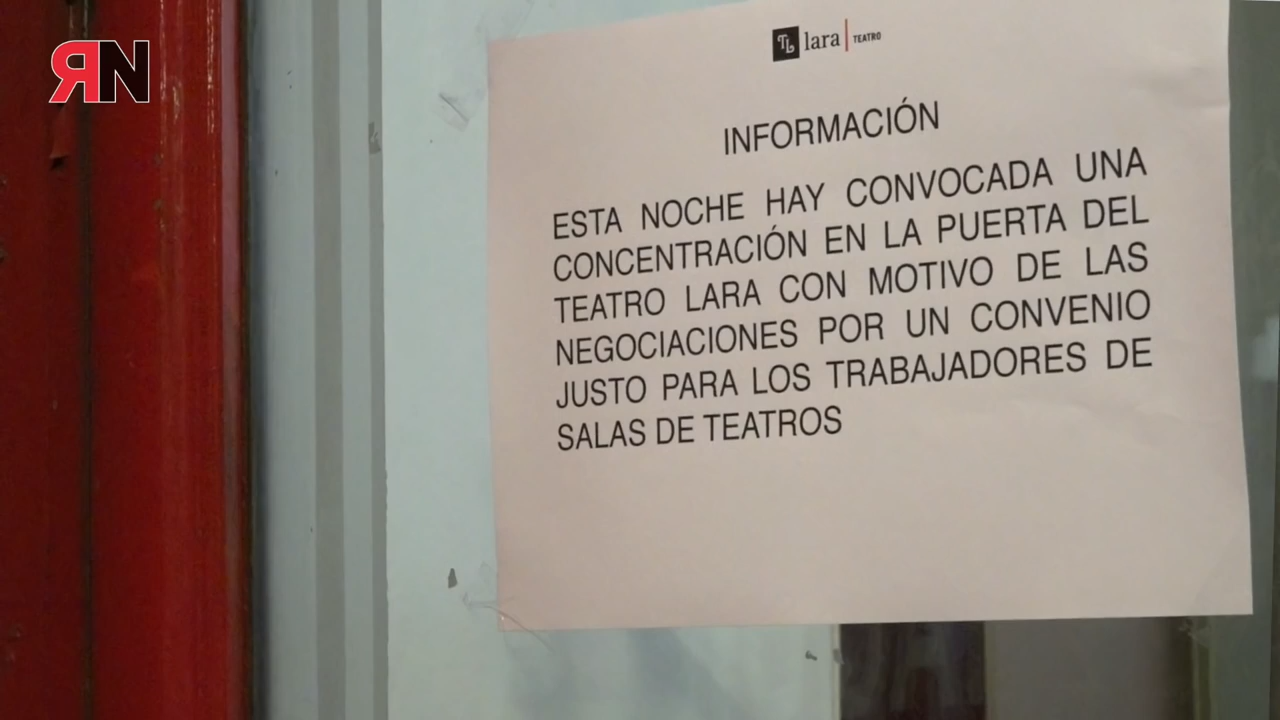 RN
TL lara TEATRO
INFORMACIÓN
ESTA NOCHE HAY CONVOCADA UNA
CONCENTRACIÓN EN LA PUERTA DEL
TEATRO LARA CON MOTIVO DE LAS
NEGOCIACIONES POR UN CONVENIO
JUSTO PARA LOS TRABAJADORES DE
SALAS DE TEATROS